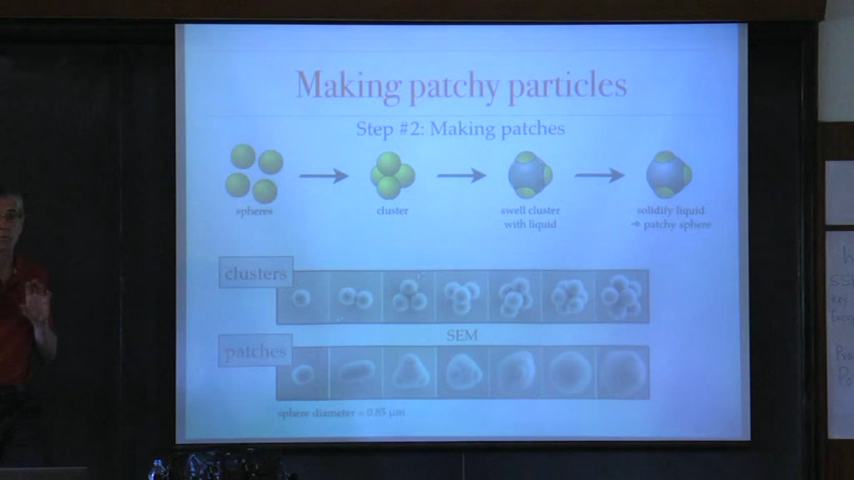 Making patchy particles
Step #2: Making patches
spheres
cluster
swell cluster
with liquid
solidify liquid
➔ patchy sphere
clusters
SEM
patches
sphere diameter = 0.85 µm